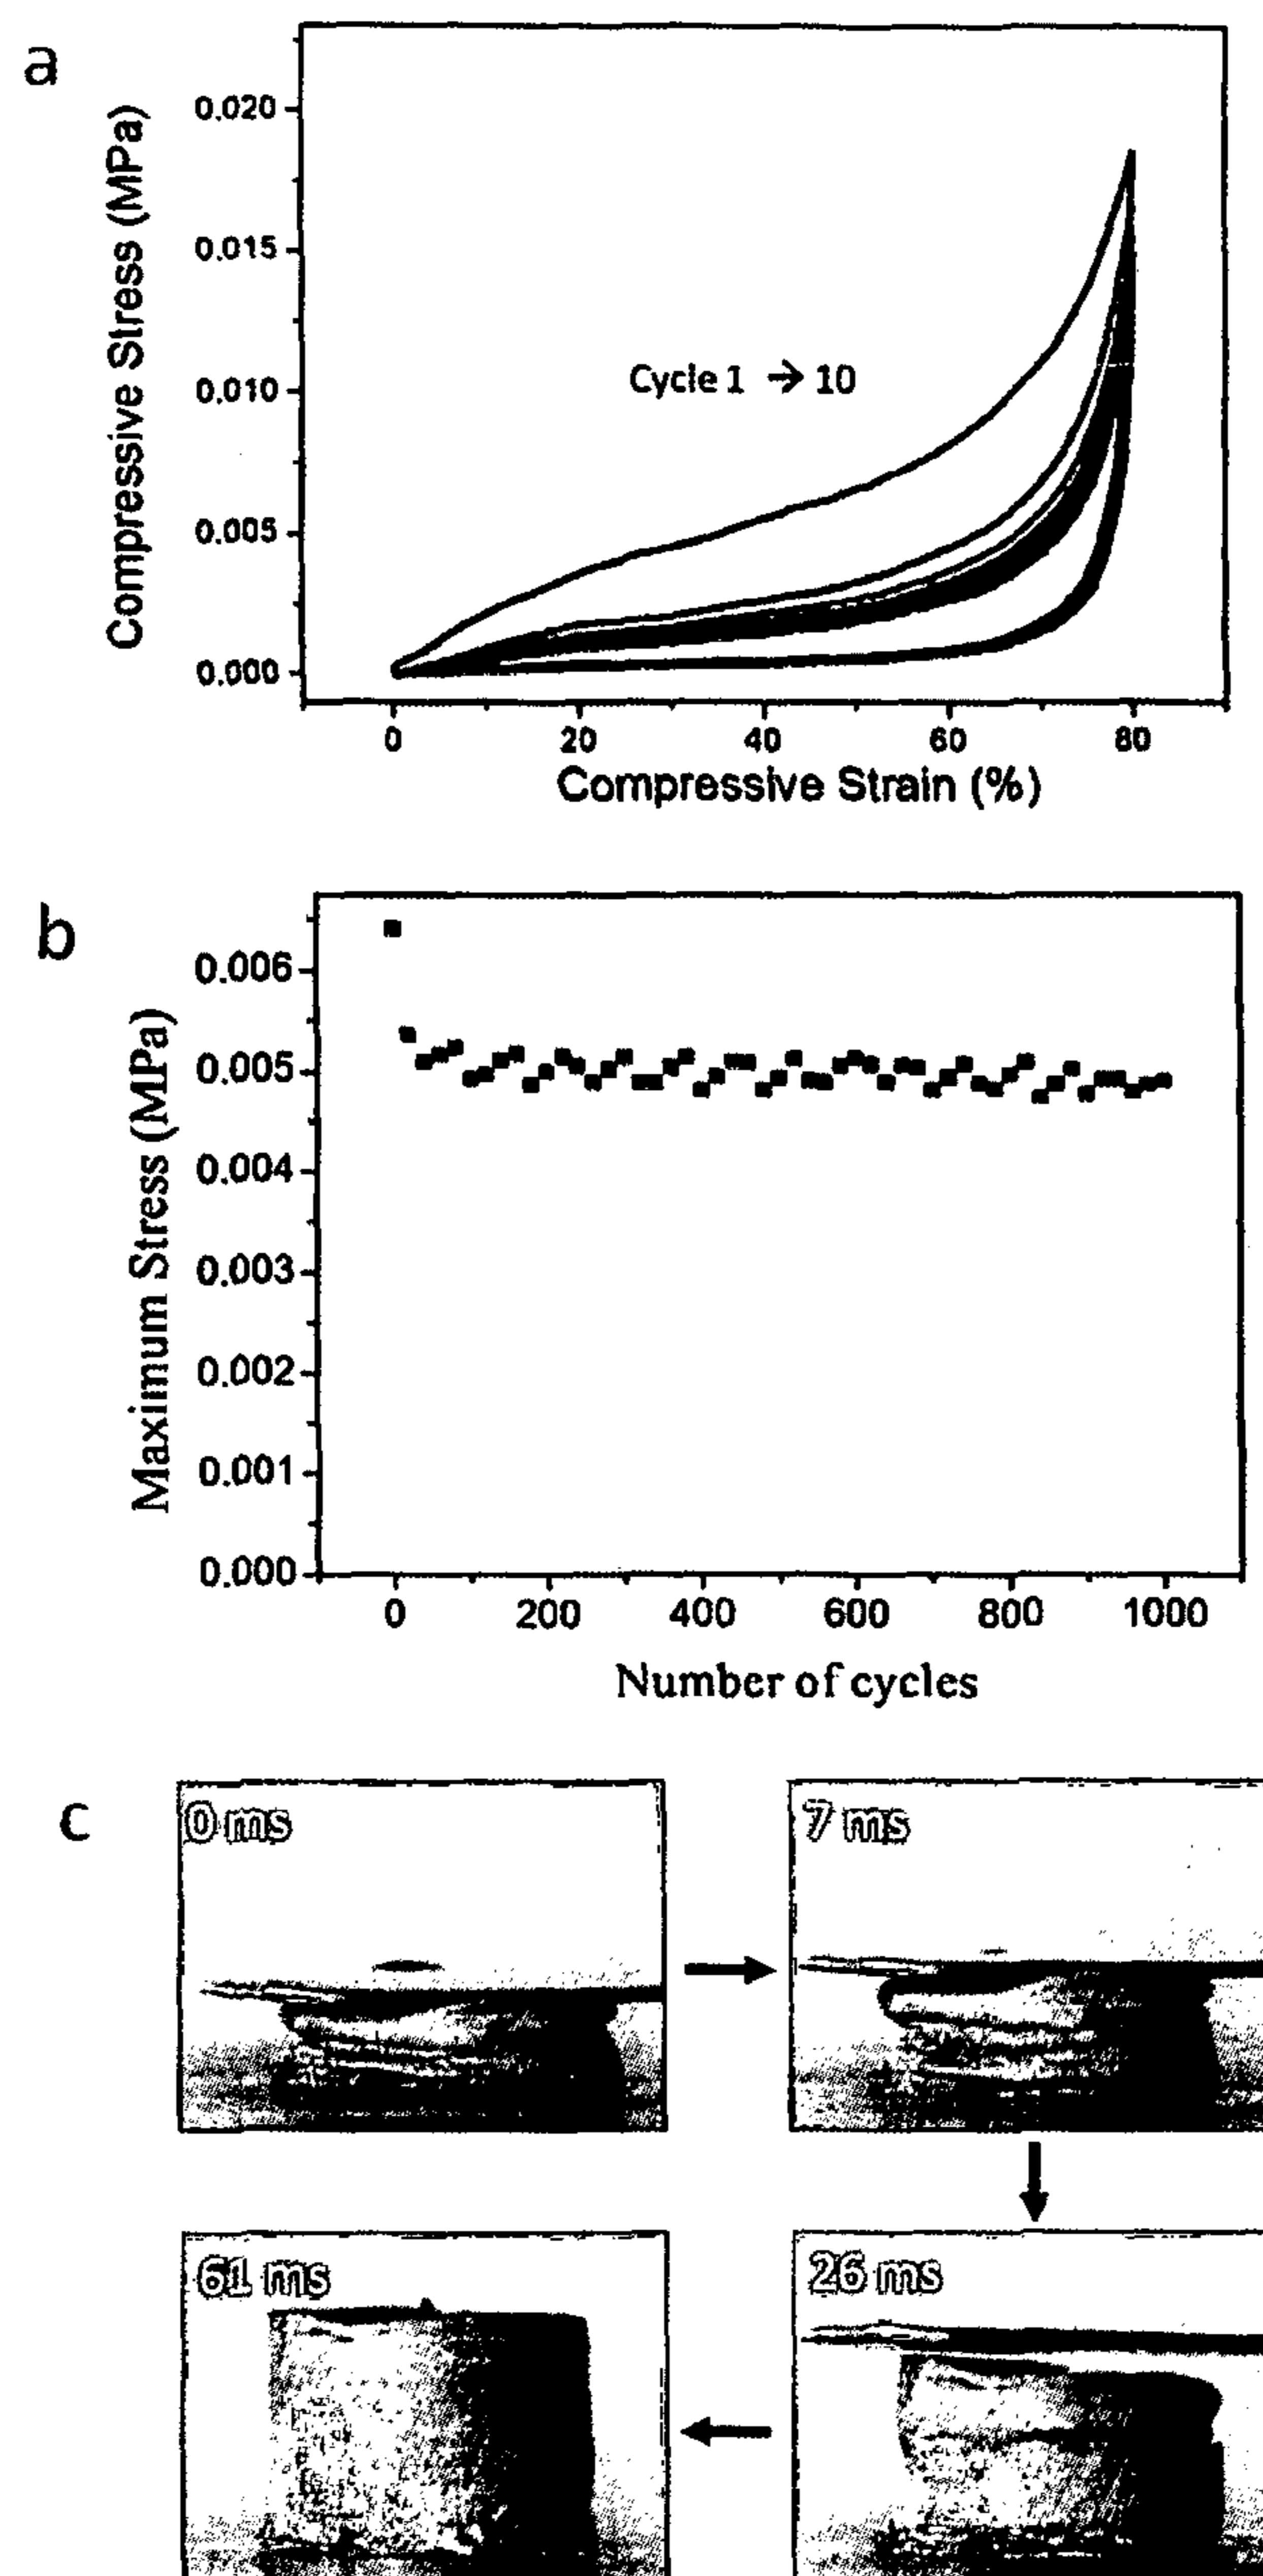 a
Compressive Stress (MPa)
0.020
0.015
0.010
0.005
0.000
Cycle 1 → 10
0 20 40 60 80
Compressive Strain (%)
b
Maximum Stress (MPa)
0.006
0.005
0.004
0.003
0.002
0.001
0.000
0 200 400 600 800 1000
Number of cycles
c
0 ms
7 ms
61 ms
26 ms